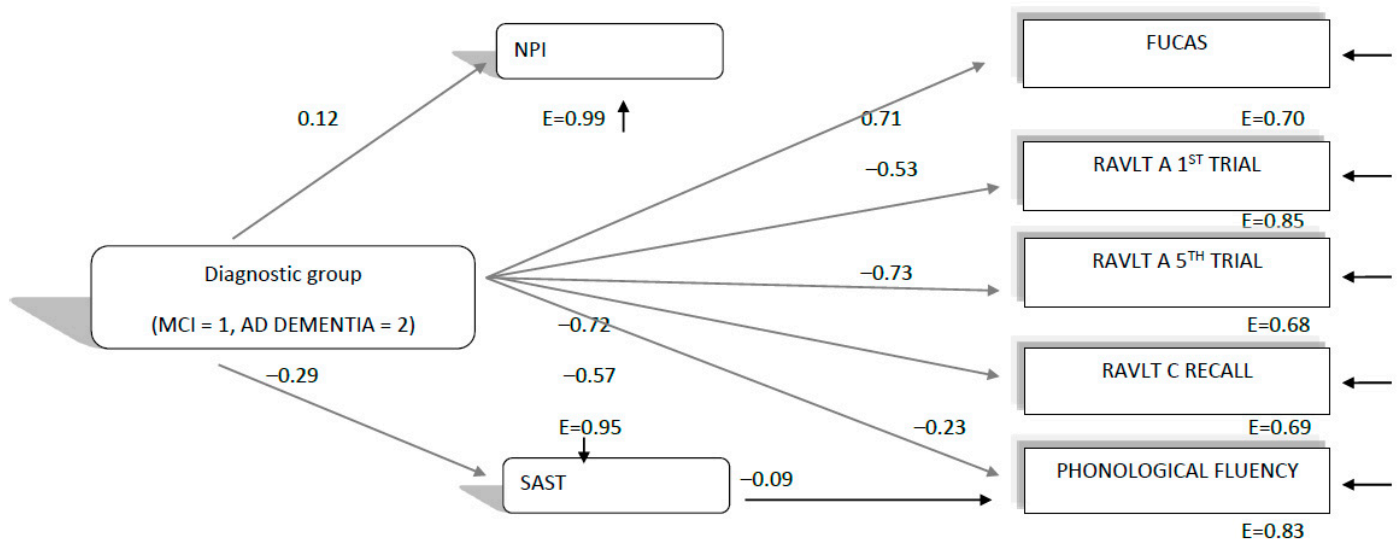 NPI
FUCAS
0.12
E=0.99
0.71
E=0.70
−0.53
RAVLT A 1ST TRIAL
E=0.85
Diagnostic group
(MCI = 1, AD DEMENTIA = 2)
−0.73
RAVLT A 5TH TRIAL
−0.72
E=0.68
−0.29
−0.57
RAVLT C RECALL
E=0.95
−0.23
E=0.69
SAST
−0.09
PHONOLOGICAL FLUENCY
E=0.83